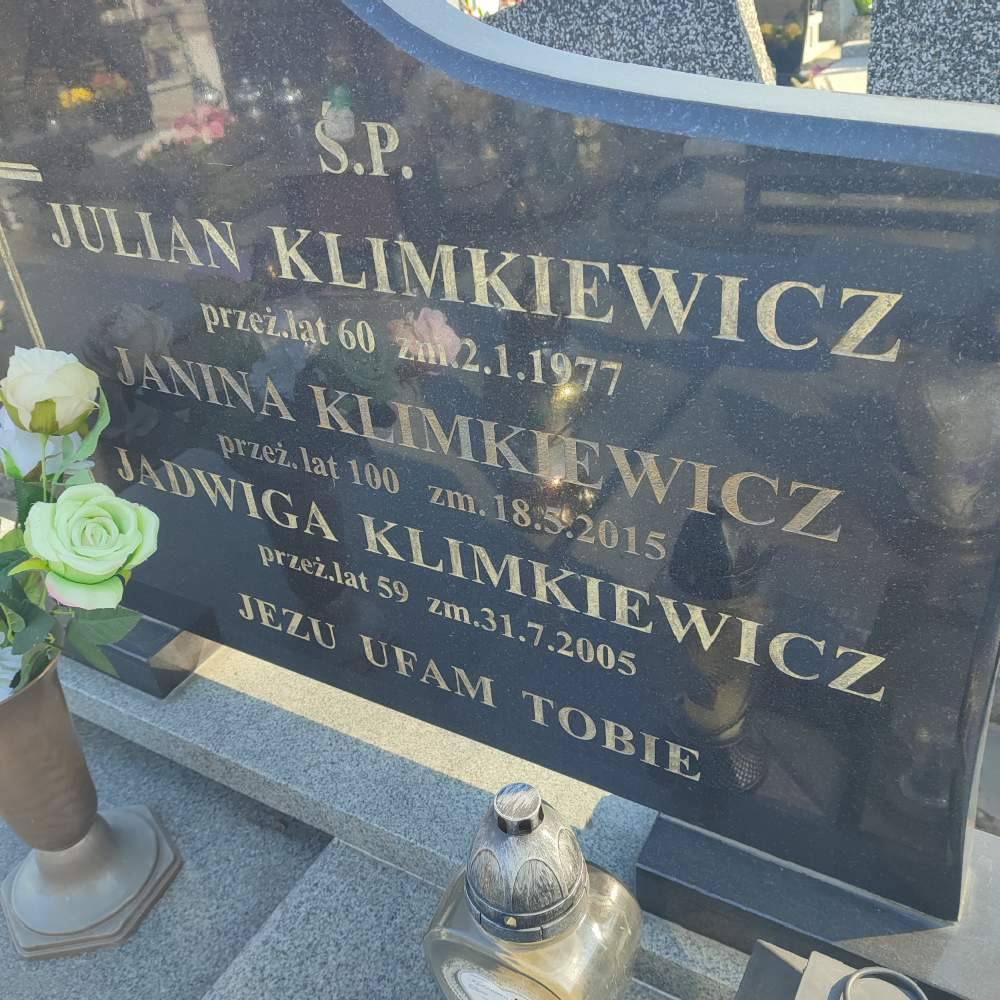 Ś.P.
JULIAN KLIMKIEWICZ
przeż.lat 60 zm.2.1.1977
JANINA KLIMKIEWICZ
przeż.lat 100 zm.18.5.2015
JADWIGA KLIMKIEWICZ
przeż.lat 59 zm.31.7.2005
JEZU UFAM TOBIE